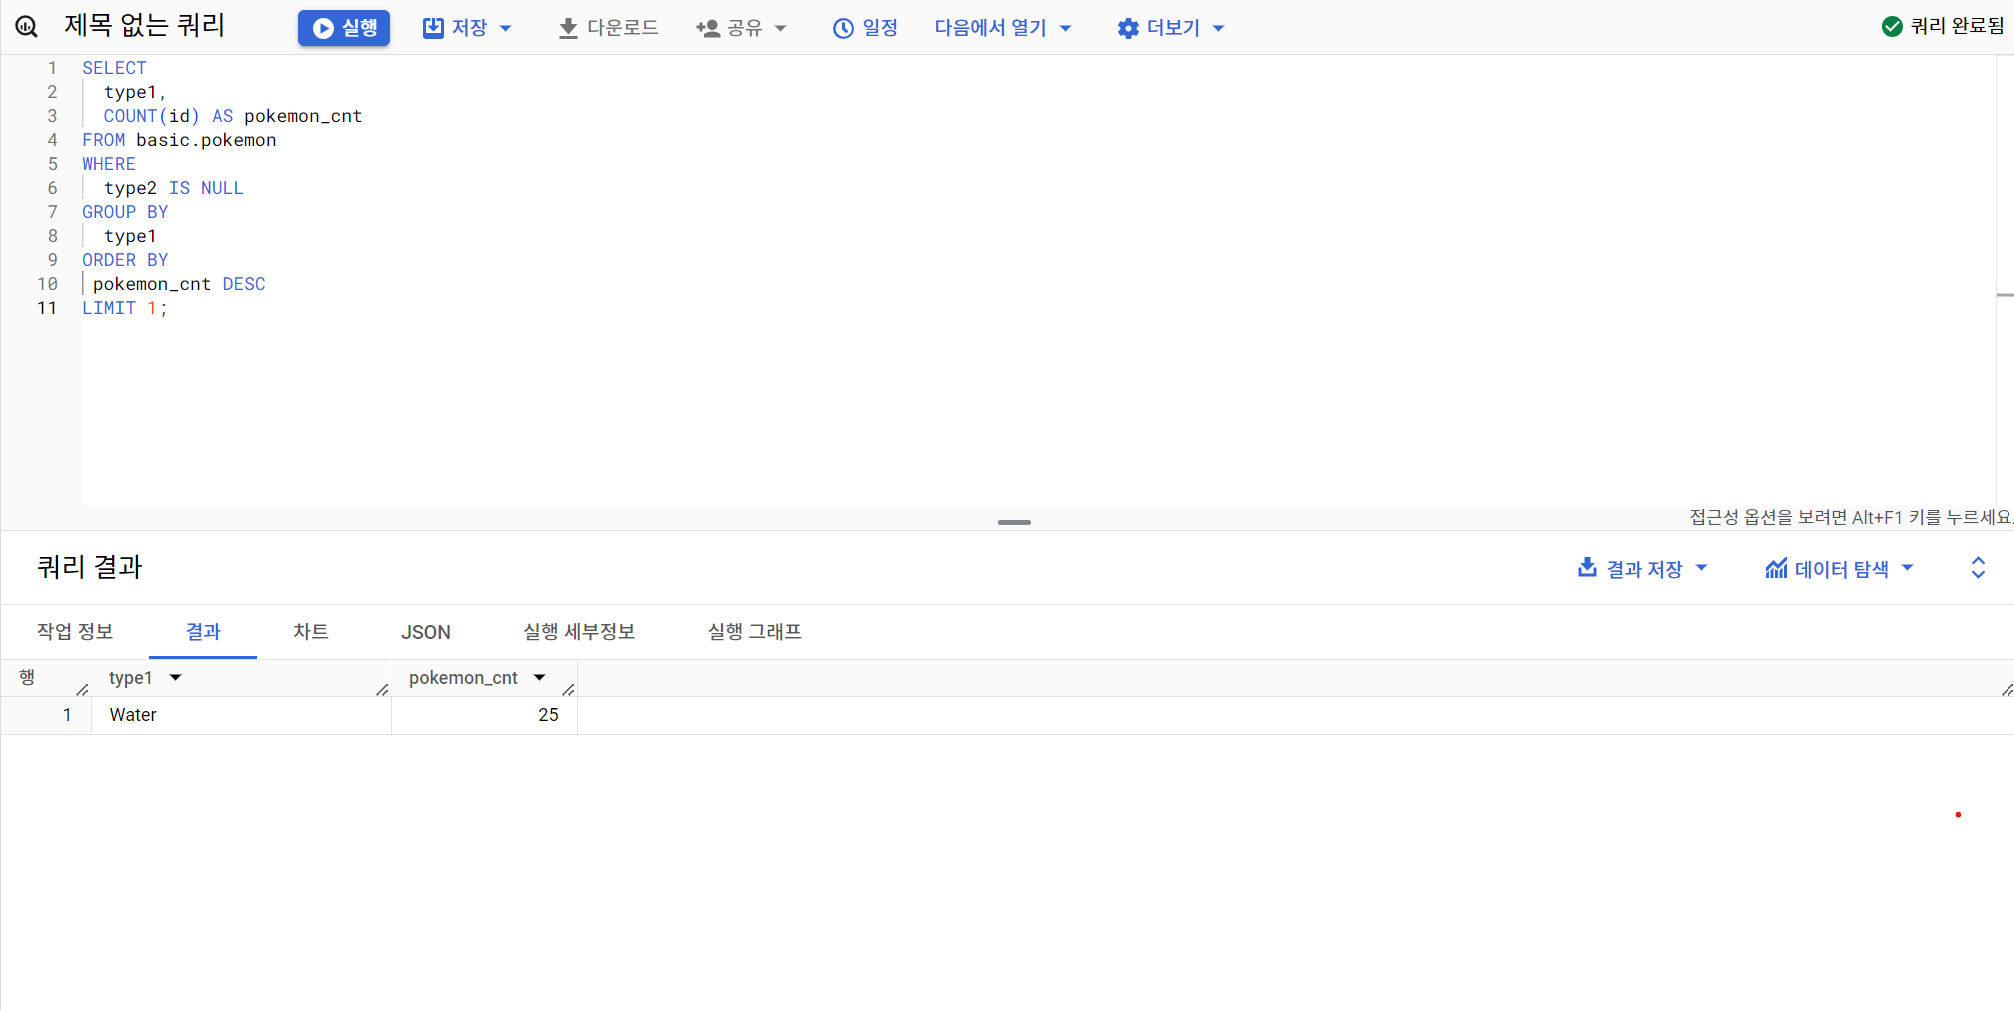 제목 없는 쿼리 실행 저장 다운로드 공유 일정 다음에서 열기 더보기 쿼리 완료됨
1 SELECT
2 type1,
3 COUNT(id) AS pokemon_cnt
4 FROM basic.pokemon
5 WHERE
6 type2 IS NULL
7 GROUP BY
8 type1
9 ORDER BY
10 pokemon_cnt DESC
11 LIMIT 1;
접근성 옵션을 보려면 Alt+F1 키를 누르세요.
쿼리 결과 결과 저장 데이터 탐색
작업 정보 결과 차트 JSON 실행 세부정보 실행 그래프
행 type1 pokemon_cnt
1 Water 25